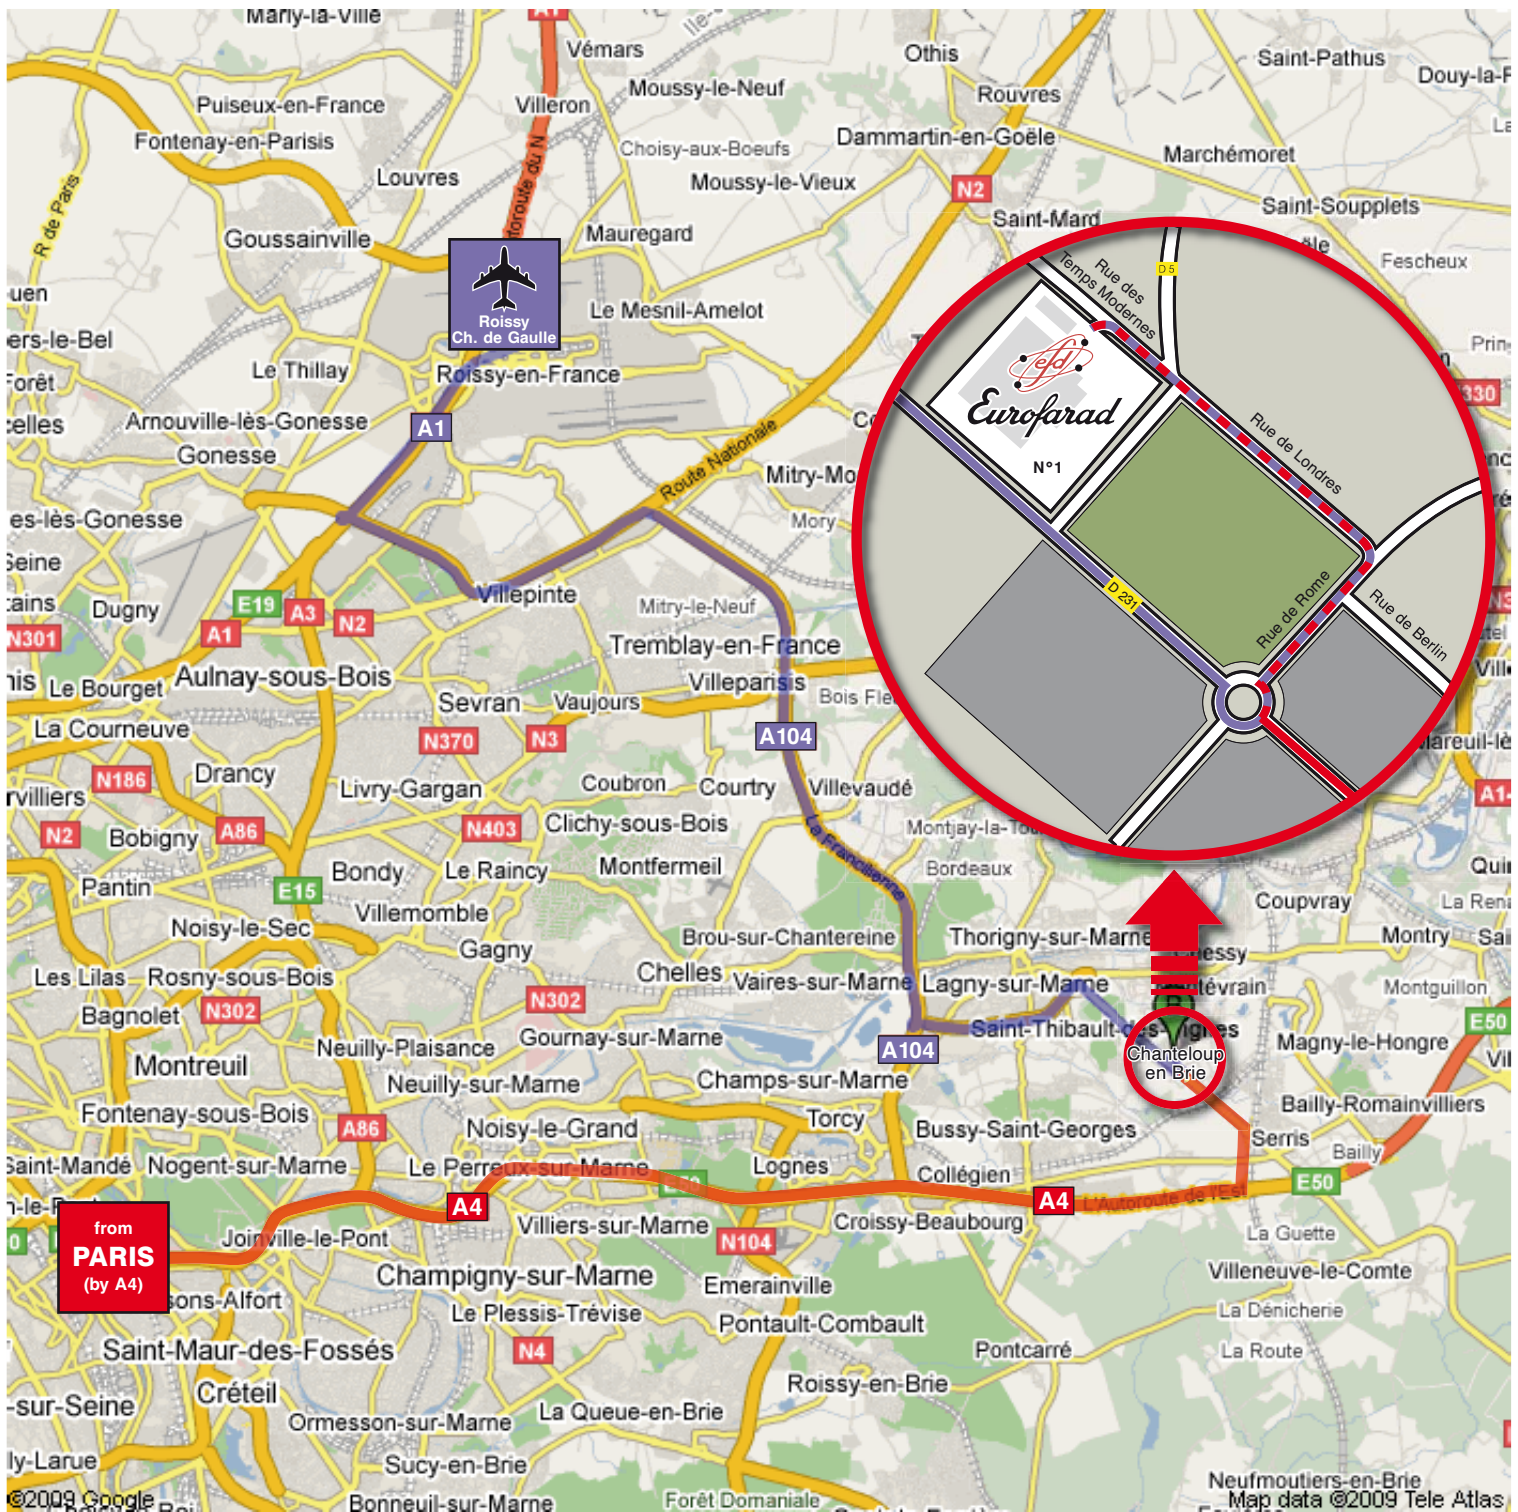 Marly-la-Ville
A1
Vémars
Othis
Saint-Pathus
Moussy-le-Neuf
Rouvres
Puiseux-en-France
Villeron
Fontenay-en-Parisis
Choisy-aux-Boeufs
Dammartin-en-Goële
Marchémoret
Louvres
Moussy-le-Vieux
N2
R de Paris
Saint-Mard
Saint-Soupplets
Goussainville
Mauregard
Fescheux
Roissy
Ch. de Gaulle
Le Mesnil-Amelot
Le Thillay
Roissy-en-France
Arnouville-lès-Gonesse
A1
Gonesse
Route Nationale
Rue des
Temps Modernes
D 5
efd
Eurofarad
N°1
Rue de Londres
D 231
Rue de Rome
Rue de Berlin
Mory
Villepinte
Mitry-le-Neuf
Dugny
E19
A3
N2
A1
N301
Tremblay-en-France
Le Bourget
Aulnay-sous-Bois
Villeparisis
Sevran
Vaujours
La Courneuve
N370
N3
A104
N186
Drancy
Livry-Gargan
Coubron
Courtry
Villevaudé
N2
Bobigny
A86
N403
Clichy-sous-Bois
La Francilienne
Pantin
Bondy
Le Raincy
Montfermeil
Bordeaux
E15
Villemomble
Coupvray
Noisy-le-Sec
Gagny
Brou-sur-Chantereine
Thorigny-sur-Marne
Montry
Les Lilas
Rosny-sous-Bois
Chelles
Vaires-sur-Marne
Lagny-sur-Marne
Montguillon
Bagnolet
N302
N302
E50
Neuilly-Plaisance
Gournay-sur-Marne
A104
Saint-Thibault-des-Vignes
Magny-le-Hongre
Chanteloup
en Brie
Montreuil
Neuilly-sur-Marne
Champs-sur-Marne
Bailly-Romainvilliers
Fontenay-sous-Bois
A86
Noisy-le-Grand
Torcy
Bussy-Saint-Georges
Serris
Bailly
Saint-Mandé
Nogent-sur-Marne
Le Perreux-sur-Marne
Lognes
Collégien
E50
E50
from
PARIS
(by A4)
A4
A4
L'Autoroute de l'Est
Joinville-le-Pont
Villiers-sur-Marne
N104
Croissy-Beaubourg
La Guette
Champigny-sur-Marne
Emerainville
Villeneuve-le-Comte
Le Plessis-Trévise
Pontault-Combault
La Dénicherie
Saint-Maur-des-Fossés
N4
Pontcarré
La Route
Créteil
Roissy-en-Brie
Ormesson-sur-Marne
La Queue-en-Brie
Sucy-en-Brie
Neufmoutiers-en-Brie
©2009 Google
Bonneuil-sur-Marne
Forêt Domaniale
Map data ©2009 Tele Atlas